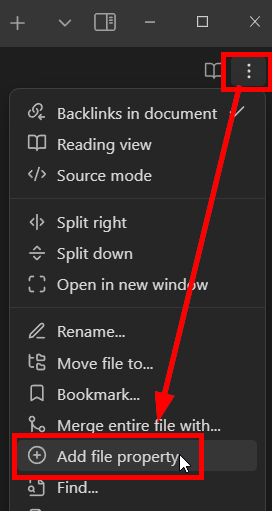 Backlinks in document
Reading view
Source mode
Split right
Split down
Open in new window
Rename...
Move file to...
Bookmark...
Merge entire file with...
Add file property
Find...